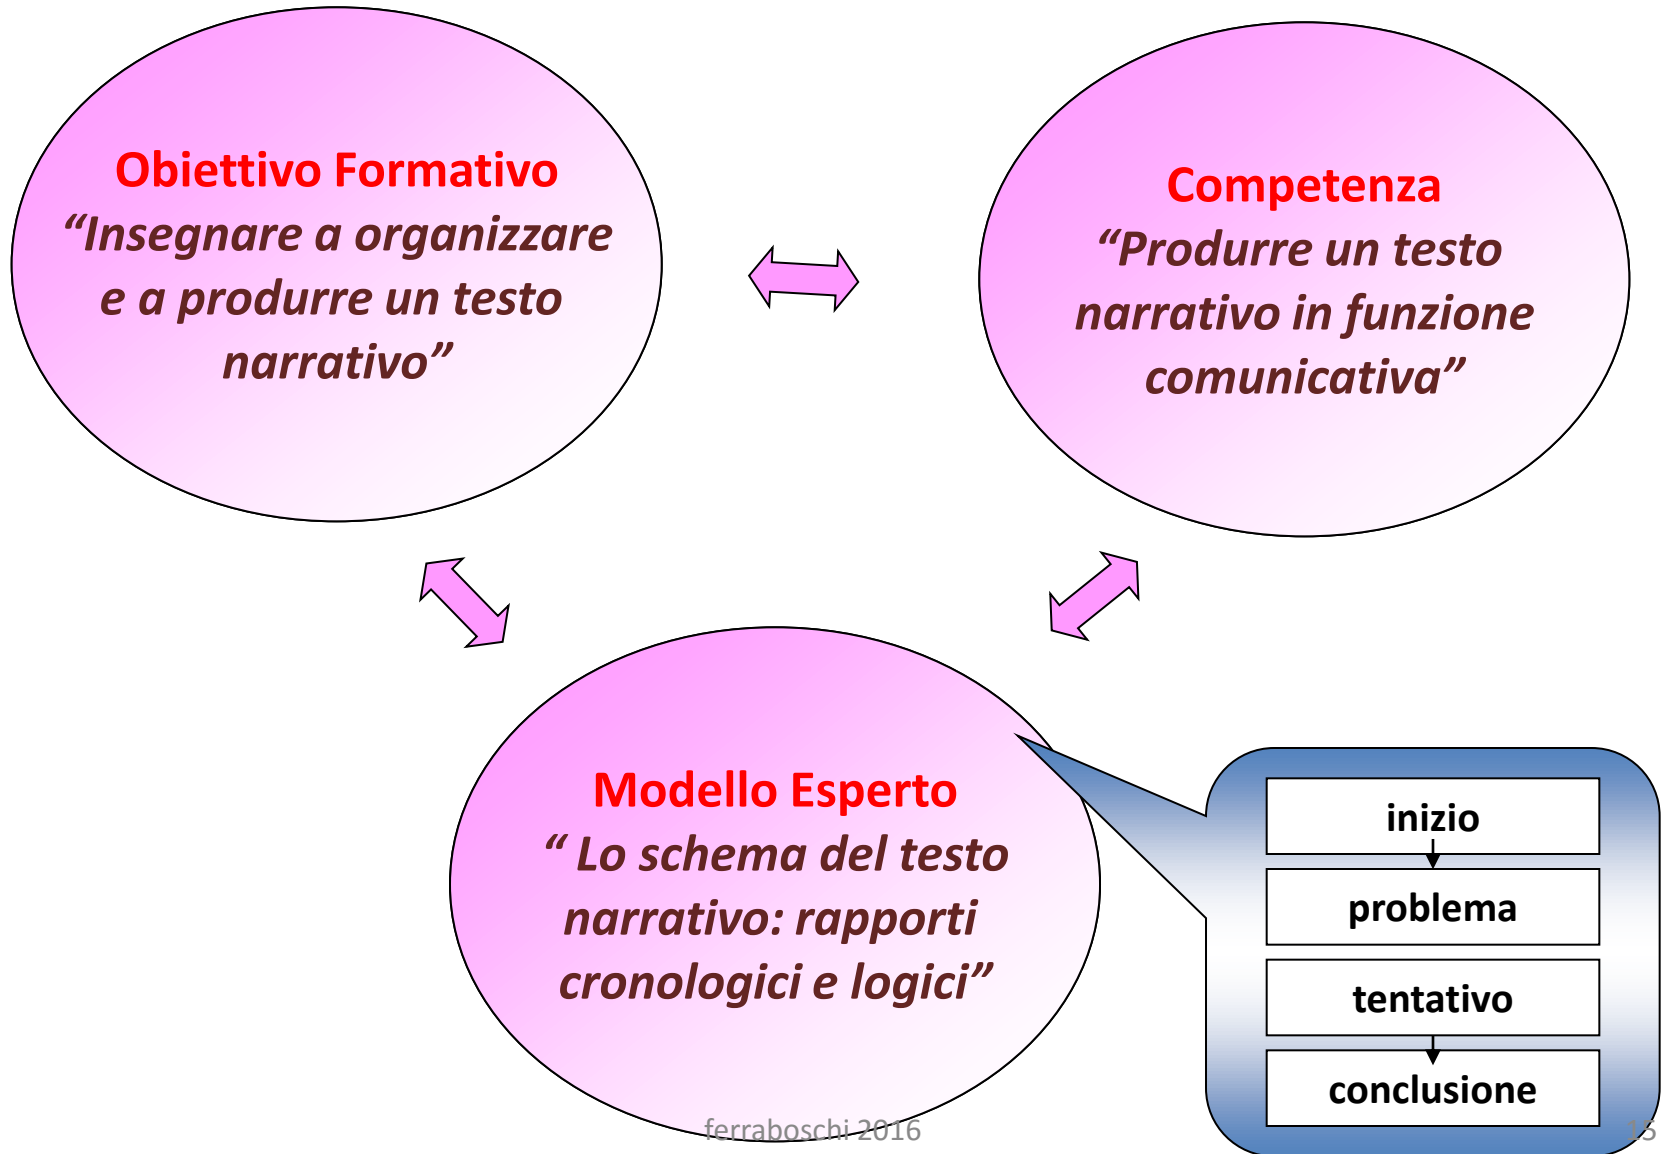 Obiettivo Formativo
“Insegnare a organizzare
e a produrre un testo
narrativo”
Competenza
“Produrre un testo
narrativo in funzione
comunicativa”
Modello Esperto
“ Lo schema del testo
narrativo: rapporti
cronologici e logici”
inizio
problema
tentativo
conclusione
ferraboschi 2016
15